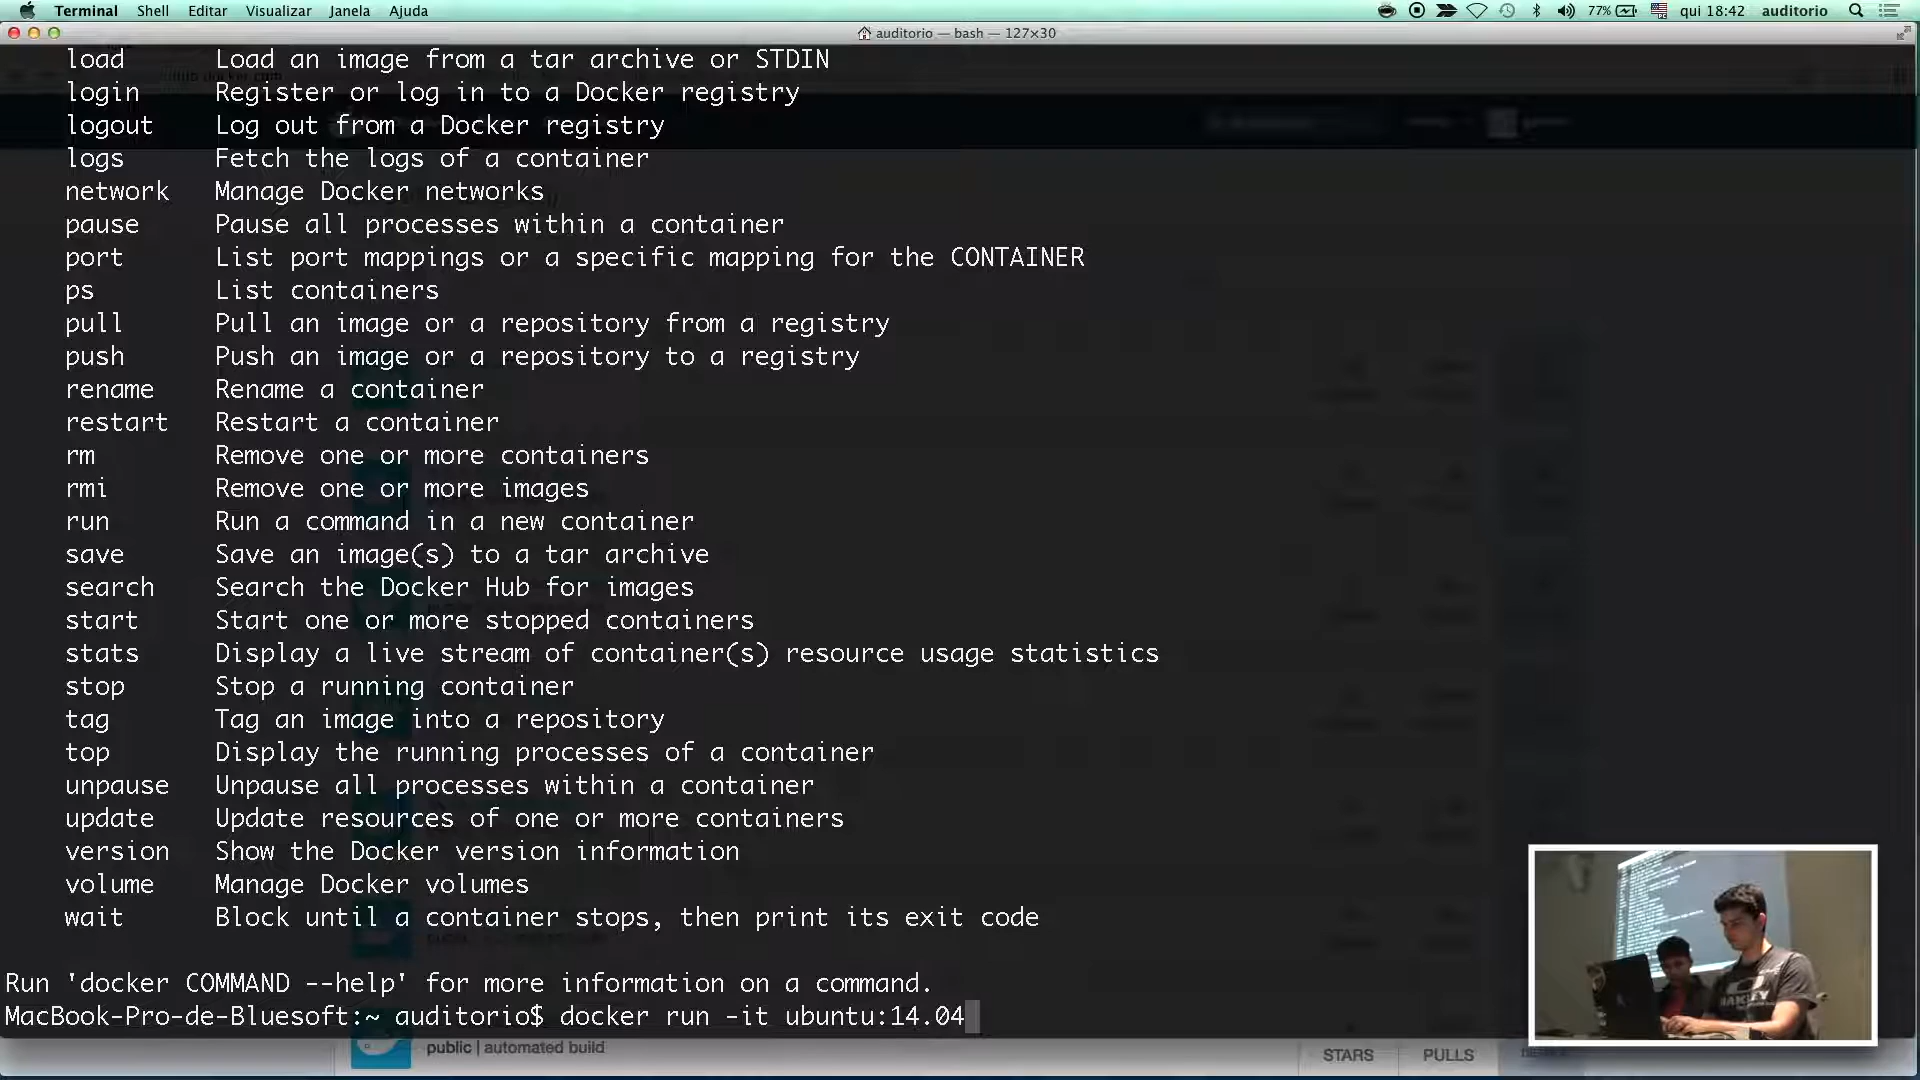 Terminal Shell Editar Visualizar Janela Ajuda 77% qui 18:42 auditorio
auditorio — bash — 127×30
load Load an image from a tar archive or STDIN
login Register or log in to a Docker registry
logout Log out from a Docker registry
logs Fetch the logs of a container
network Manage Docker networks
pause Pause all processes within a container
port List port mappings or a specific mapping for the CONTAINER
ps List containers
pull Pull an image or a repository from a registry
push Push an image or a repository to a registry
rename Rename a container
restart Restart a container
rm Remove one or more containers
rmi Remove one or more images
run Run a command in a new container
save Save an image(s) to a tar archive
search Search the Docker Hub for images
start Start one or more stopped containers
stats Display a live stream of container(s) resource usage statistics
stop Stop a running container
tag Tag an image into a repository
top Display the running processes of a container
unpause Unpause all processes within a container
update Update resources of one or more containers
version Show the Docker version information
volume Manage Docker volumes
wait Block until a container stops, then print its exit code
Run 'docker COMMAND --help' for more information on a command.
MacBook-Pro-de-Bluesoft:~ auditorio$ docker run -it ubuntu:14.04
public | automated build STARS PULLS